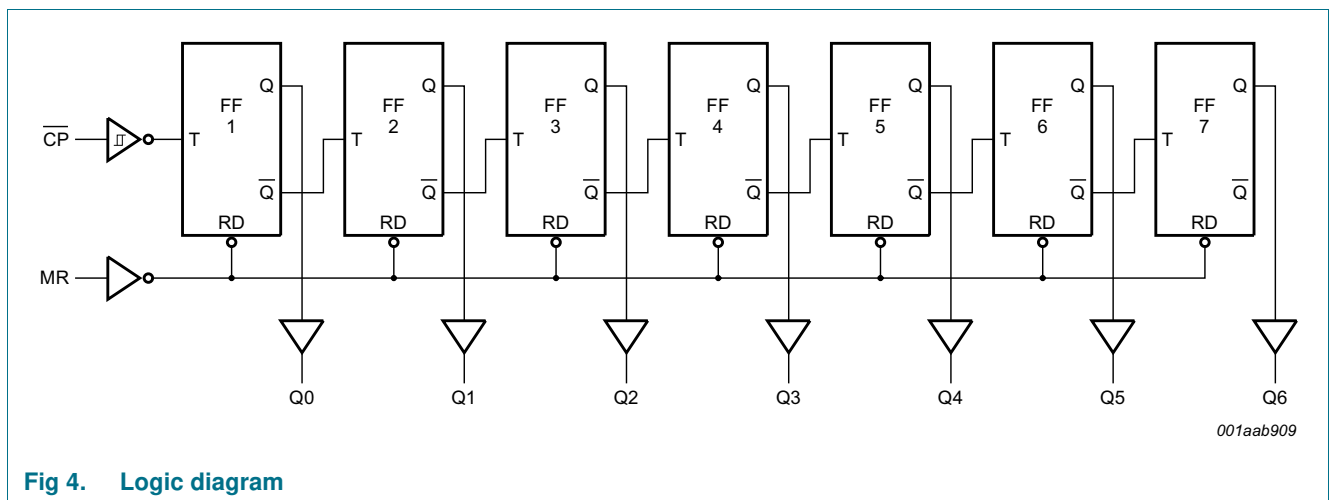 Q Q Q Q Q Q Q
FF FF FF FF FF FF FF
1 2 3 4 5 6 7
C̅P̅ T T T T T T T
Q̅ Q̅ Q̅ Q̅ Q̅ Q̅ Q̅
RD RD RD RD RD RD RD
MR
Q0 Q1 Q2 Q3 Q4 Q5 Q6
001aab909
Fig 4. Logic diagram